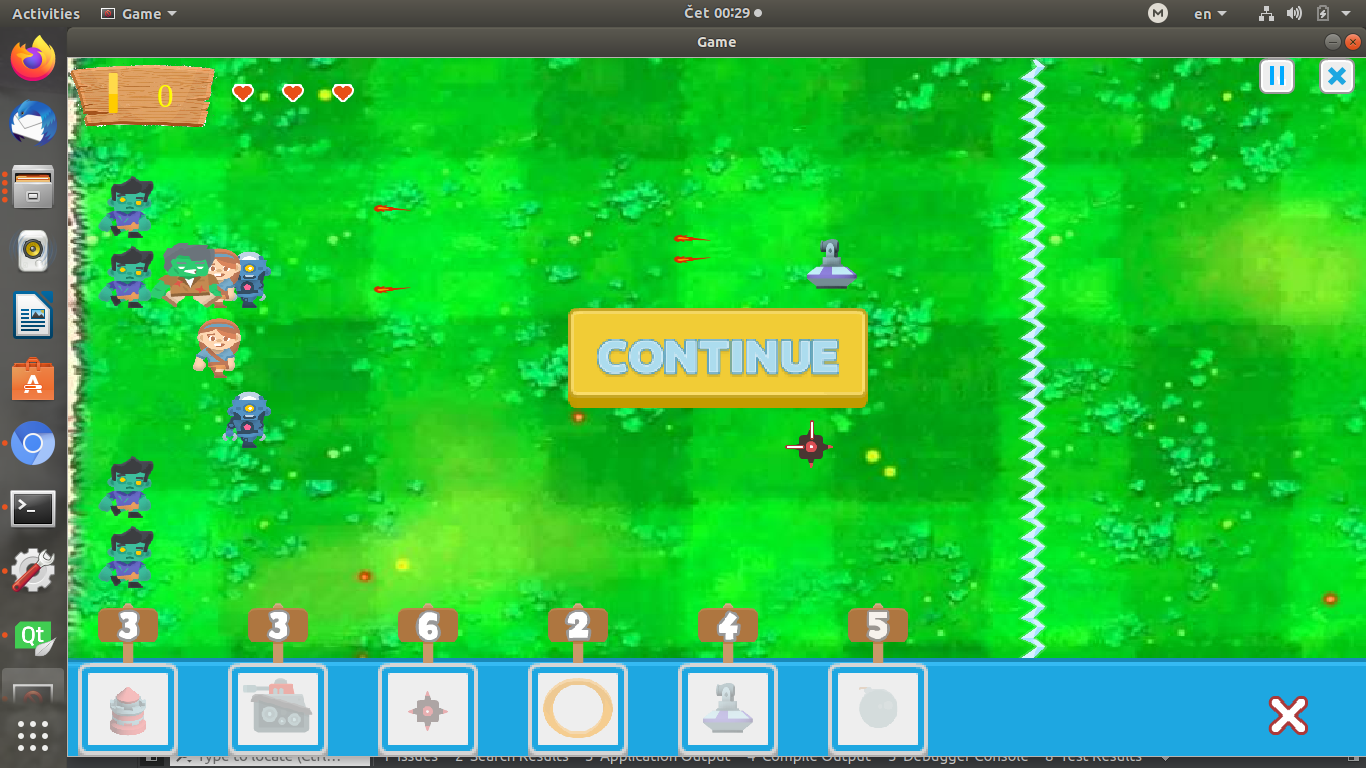 Activities Game Čet 00:29 M en
Game
0
CONTINUE
3 3 6 2 4 5
Qt
Type to locate (Ctrl... 1 Issues 2 Search Results 3 Application Output 4 Compile Output 5 Debugger Console 8 Test Results